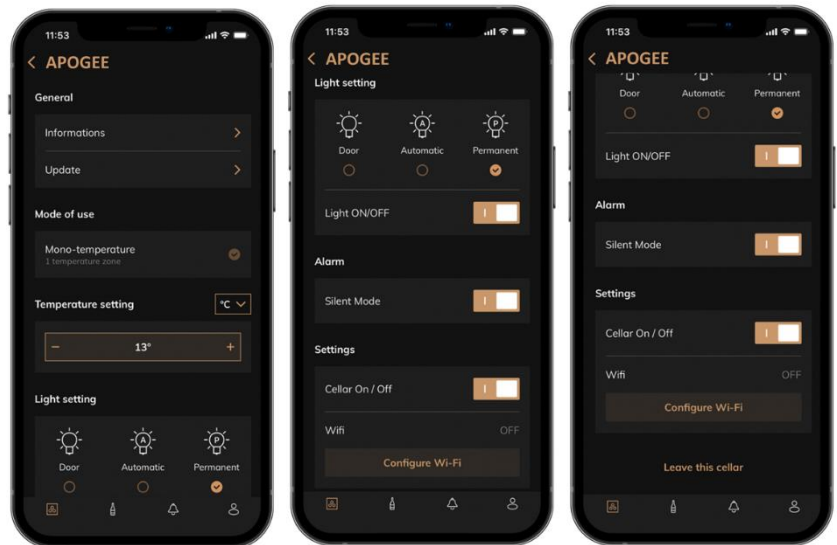 11:53
APOGEE
General
Informations
Update
Mode of use
Mono-temperature
1 temperature zone
Temperature setting
°C
− 13° +
Light setting
A P
Door Automatic Permanent
11:53
APOGEE
Light setting
A P
Door Automatic Permanent
Light ON/OFF
Alarm
Silent Mode
Settings
Cellar On / Off
Wifi OFF
Configure Wi-Fi
11:53
APOGEE
Door Automatic Permanent
Light ON/OFF
Alarm
Silent Mode
Settings
Cellar On / Off
Wifi OFF
Configure Wi-Fi
Leave this cellar